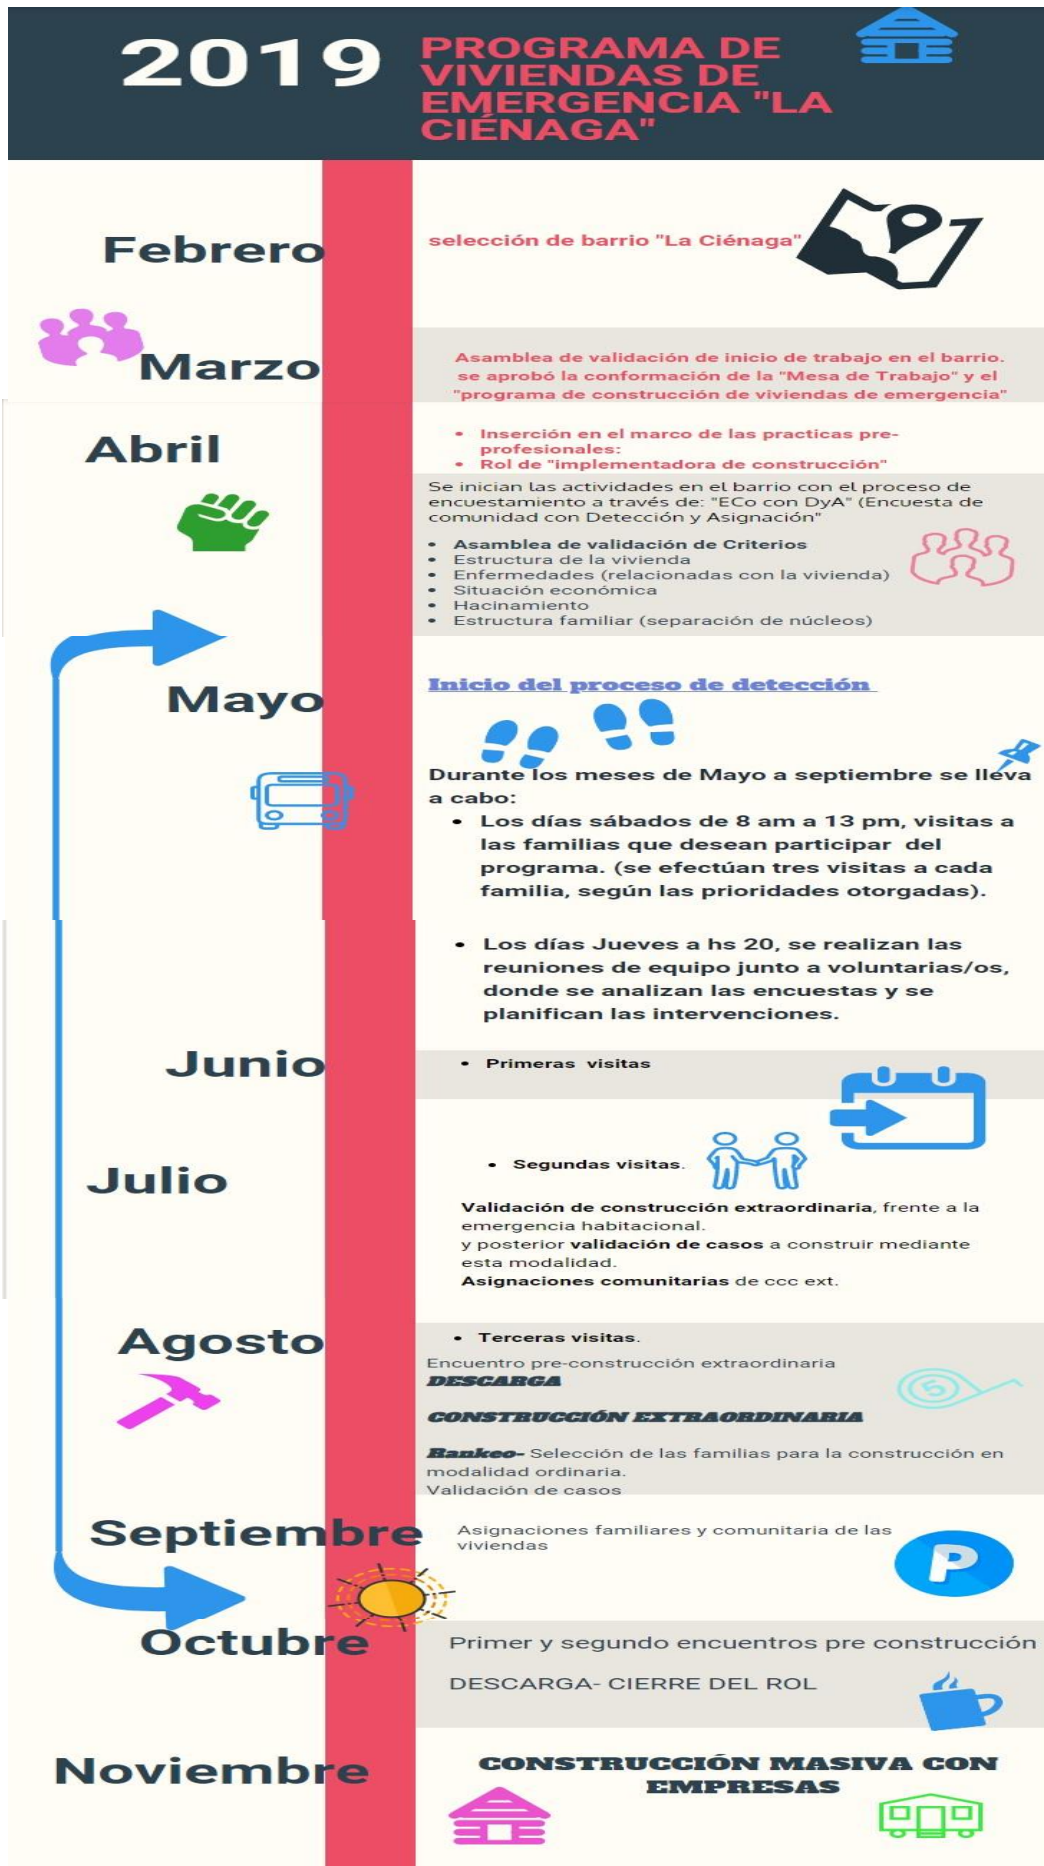 2019
PROGRAMA DE
VIVIENDAS DE
EMERGENCIA "LA
CIÉNAGA"
Febrero
selección de barrio "La Ciénaga"
Marzo
Asamblea de validación de inicio de trabajo en el barrio.
se aprobó la conformación de la "Mesa de Trabajo" y el
"programa de construcción de viviendas de emergencia"
Abril
• Inserción en el marco de las practicas pre-
profesionales:
• Rol de "implementadora de construcción"
Se inician las actividades en el barrio con el proceso de
encuestamiento a través de: "ECo con DyA" (Encuesta de
comunidad con Detección y Asignación"
• Asamblea de validación de Criterios
• Estructura de la vivienda
• Enfermedades (relacionadas con la vivienda)
• Situación económica
• Hacinamiento
• Estructura familiar (separación de núcleos)
Mayo
Inicio del proceso de detección
Durante los meses de Mayo a septiembre se lleva
a cabo:
• Los días sábados de 8 am a 13 pm, visitas a
las familias que desean participar del
programa. (se efectúan tres visitas a cada
familia, según las prioridades otorgadas).
• Los días Jueves a hs 20, se realizan las
reuniones de equipo junto a voluntarias/os,
donde se analizan las encuestas y se
planifican las intervenciones.
Junio
• Primeras visitas
Julio
• Segundas visitas.
Validación de construcción extraordinaria, frente a la
emergencia habitacional.
y posterior validación de casos a construir mediante
esta modalidad.
Asignaciones comunitarias de ccc ext.
Agosto
• Terceras visitas.
Encuentro pre-construcción extraordinaria
DESCARGA
5
CONSTRUCCIÓN EXTRAORDINARIA
Rankeo- Selección de las familias para la construcción en
modalidad ordinaria.
Validación de casos
Septiembre
Asignaciones familiares y comunitaria de las
viviendas
P
Octubre
Primer y segundo encuentros pre construcción
DESCARGA- CIERRE DEL ROL
Noviembre
CONSTRUCCIÓN MASIVA CON
EMPRESAS